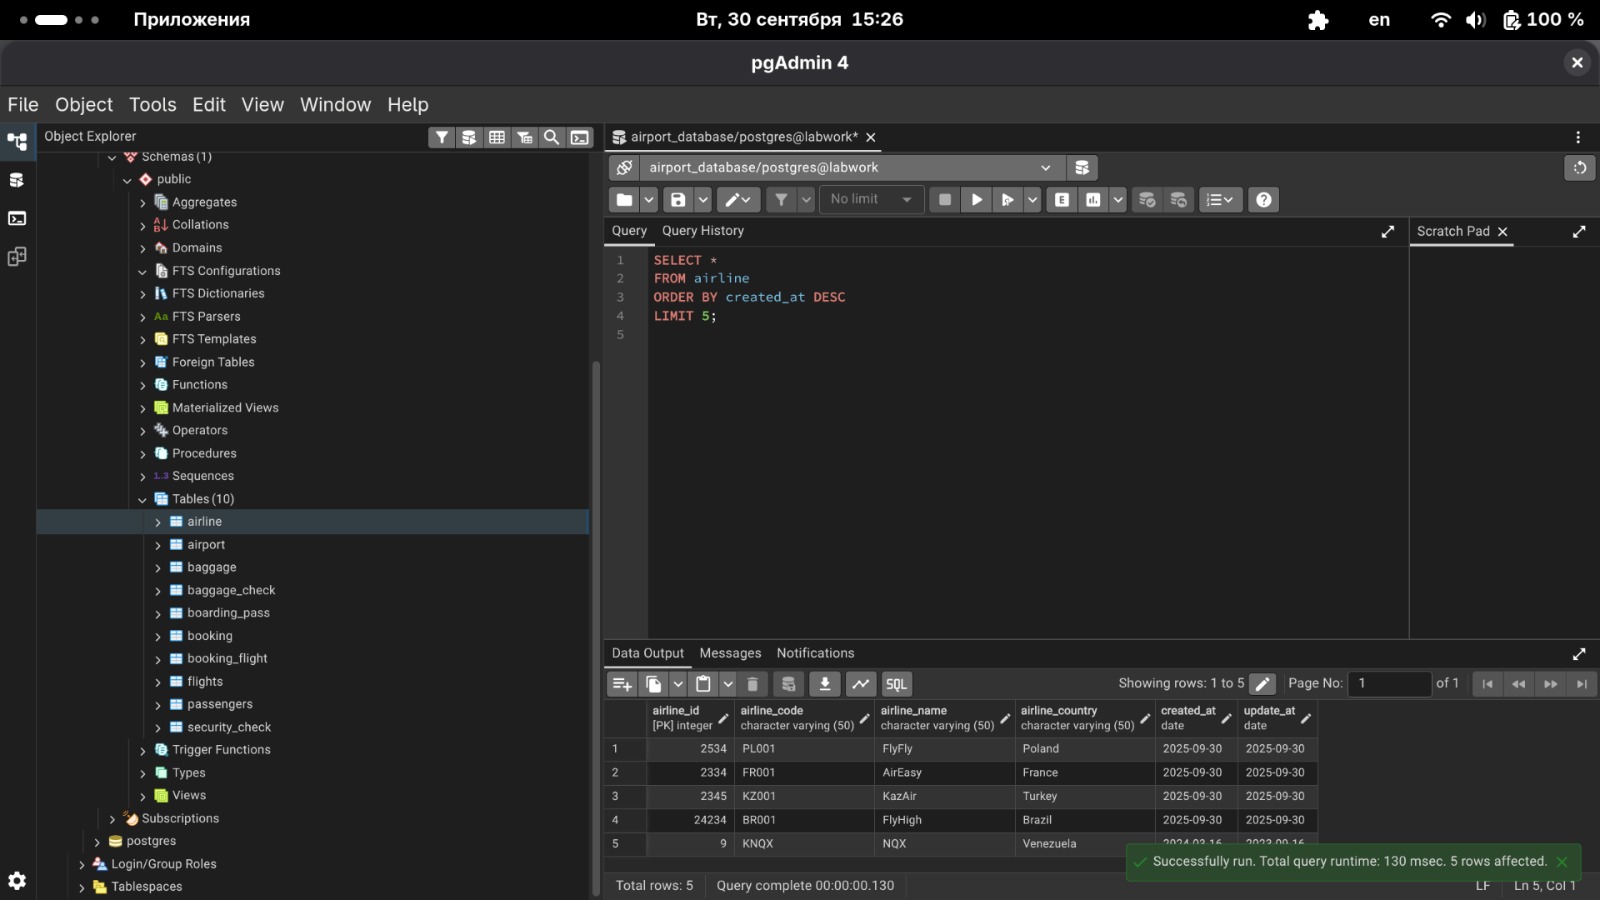 Приложения
Вт, 30 сентября 15:26
en
100 %
pgAdmin 4
File Object Tools Edit View Window Help
Object Explorer
Schemas (1)
public
Aggregates
Collations
Domains
FTS Configurations
FTS Dictionaries
FTS Parsers
FTS Templates
Foreign Tables
Functions
Materialized Views
Operators
Procedures
1..3 Sequences
Tables (10)
airline
airport
baggage
baggage_check
boarding_pass
booking
booking_flight
flights
passengers
security_check
Trigger Functions
Types
Views
Subscriptions
postgres
Login/Group Roles
Tablespaces
airport_database/postgres@labwork*
airport_database/postgres@labwork
No limit
Query Query History
Scratch Pad
1 SELECT *
2 FROM airline
3 ORDER BY created_at DESC
4 LIMIT 5;
5
Data Output Messages Notifications
SQL
Showing rows: 1 to 5
Page No: 1 of 1
airline_id airline_code airline_name airline_country created_at update_at
[PK] integer character varying (50) character varying (50) character varying (50) date date
1 2534 PL001 FlyFly Poland 2025-09-30 2025-09-30
2 2334 FR001 AirEasy France 2025-09-30 2025-09-30
3 2345 KZ001 KazAir Turkey 2025-09-30 2025-09-30
4 24234 BR001 FlyHigh Brazil 2025-09-30 2025-09-30
5 9 KNQX NQX Venezuela 2024-03-16 2023-09-16
Successfully run. Total query runtime: 130 msec. 5 rows affected.
Total rows: 5 Query complete 00:00:00.130
LF Ln 5, Col 1